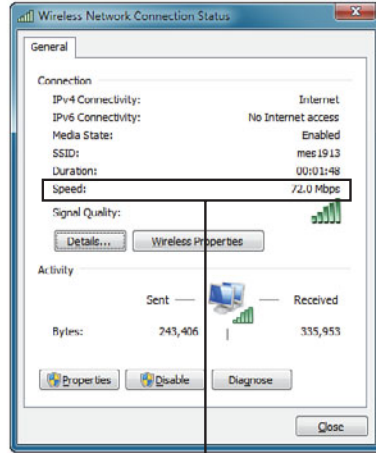 Wireless Network Connection Status
General
Connection
IPv4 Connectivity: Internet
IPv6 Connectivity: No Internet access
Media State: Enabled
SSID: mes1913
Duration: 00:01:48
Speed: 72.0 Mbps
Signal Quality:
Details... Wireless Properties
Activity
Sent — — Received
Bytes: 243,406 335,953
Properties Disable Diagnose
Close